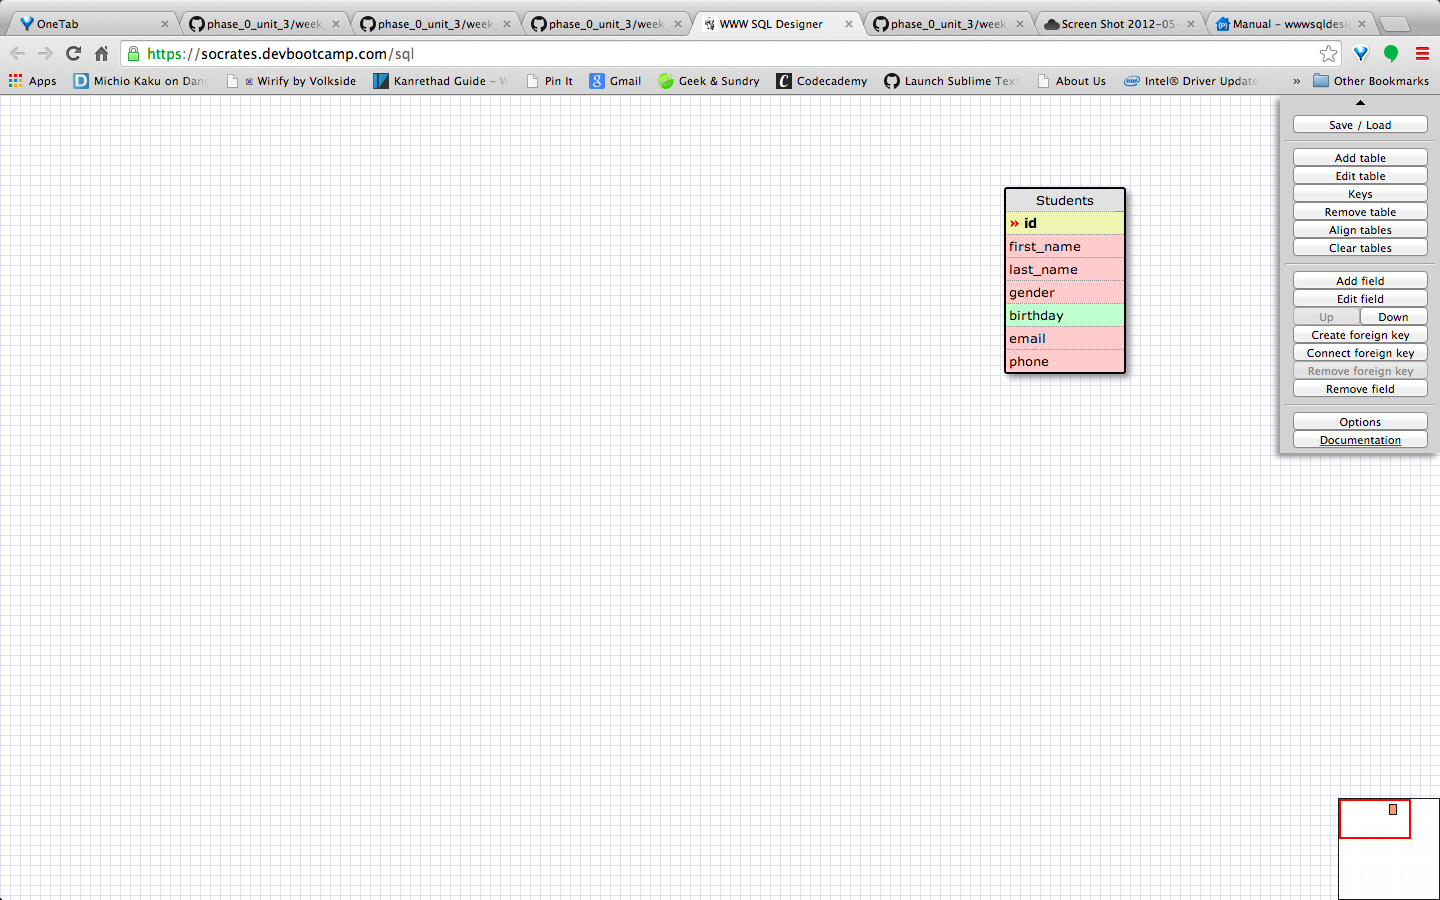 OneTab
phase_0_unit_3/week
phase_0_unit_3/week
phase_0_unit_3/week
WWW SQL Designer
phase_0_unit_3/week
Screen Shot 2012-05-
Manual - wwwsqldesig
https://socrates.devbootcamp.com/sql
Apps
Michio Kaku on Danc
Wirify by Volkside
Kanrethad Guide - W
Pin It
Gmail
Geek & Sundry
Codecademy
Launch Sublime Text
About Us
Intel® Driver Update
» Other Bookmarks
Save / Load
Add table
Edit table
Keys
Remove table
Align tables
Clear tables
Add field
Edit field
Up Down
Create foreign key
Connect foreign key
Remove foreign key
Remove field
Options
Documentation
Students
» id
first_name
last_name
gender
birthday
email
phone